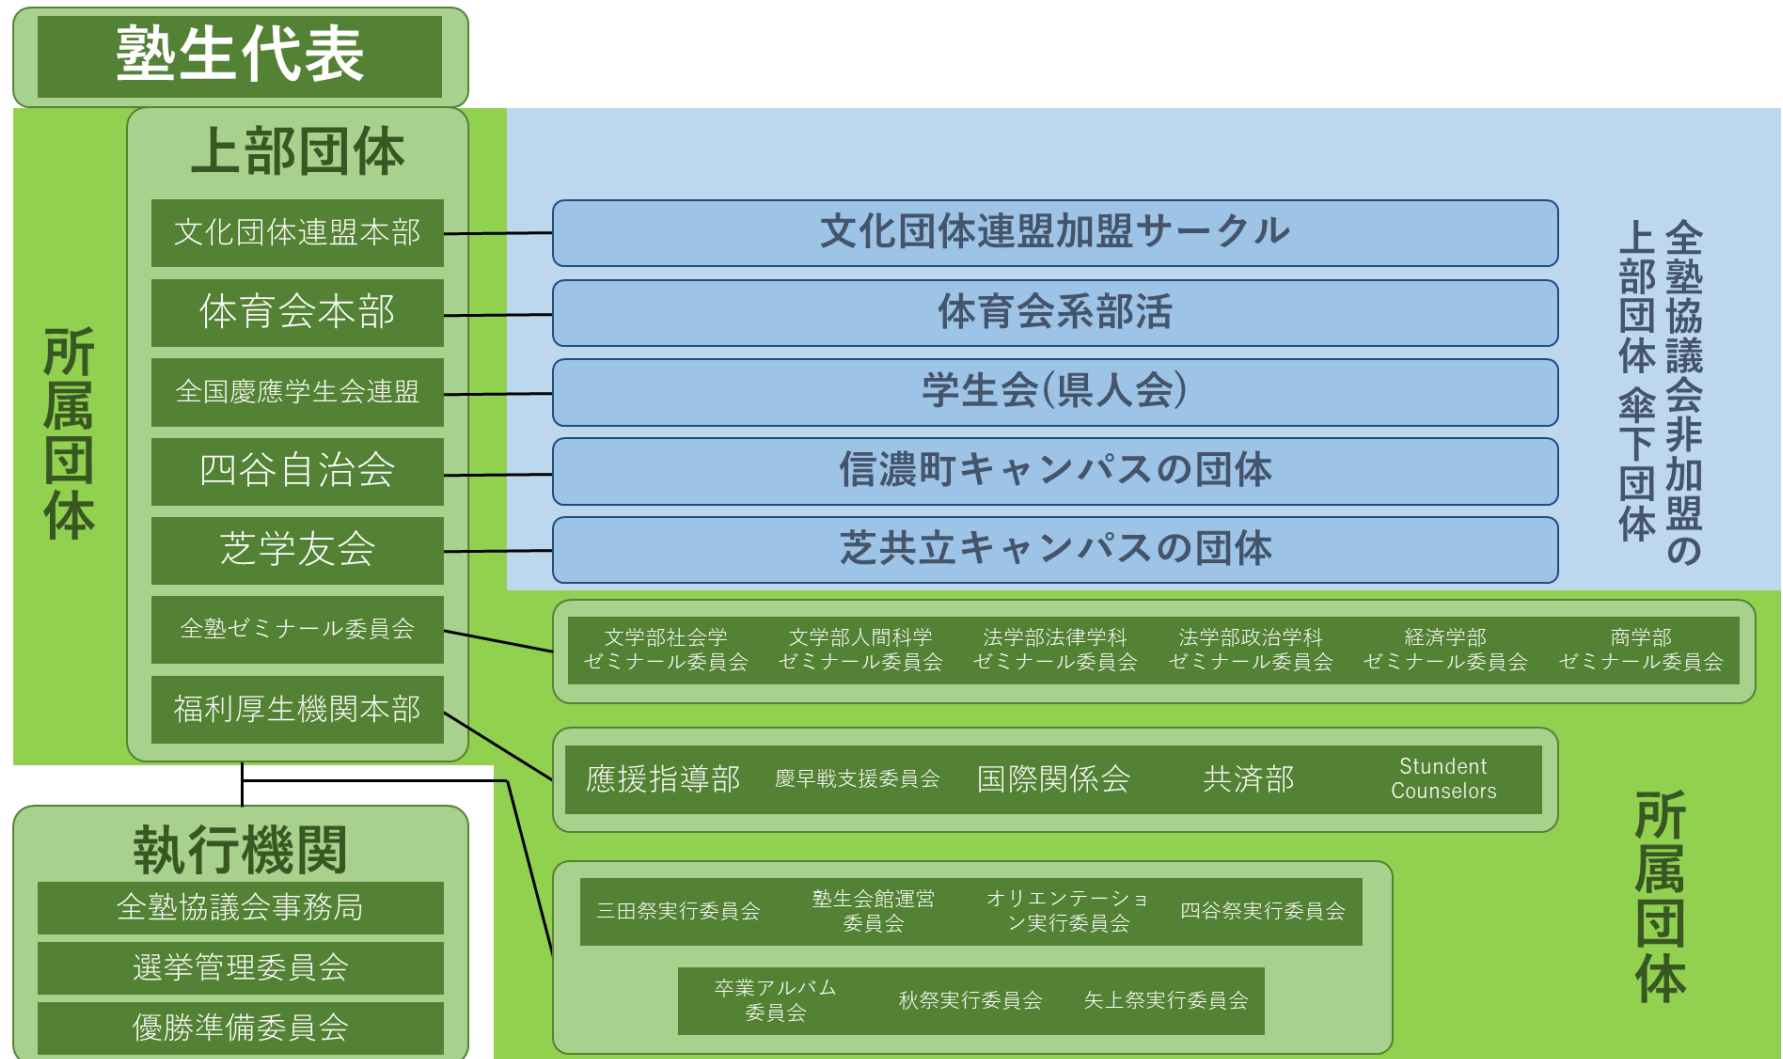 塾生代表
上部団体
文化団体連盟本部
体育会本部
全国慶應学生会連盟
四谷自治会
芝学友会
全塾ゼミナール委員会
福利厚生機関本部
所属団体
文化団体連盟加盟サークル
体育会系部活
学生会(県人会)
信濃町キャンパスの団体
芝共立キャンパスの団体
全塾協議会非加盟の
上部団体 傘下団体
文学部社会学
ゼミナール委員会
文学部人間科学
ゼミナール委員会
法学部法律学科
ゼミナール委員会
法学部政治学科
ゼミナール委員会
経済学部
ゼミナール委員会
商学部
ゼミナール委員会
應援指導部
慶早戦支援委員会
国際関係会
共済部
Stundent
Counselors
三田祭実行委員会
塾生会館運営
委員会
オリエンテーショ
ン実行委員会
四谷祭実行委員会
卒業アルバム
委員会
秋祭実行委員会
矢上祭実行委員会
所属団体
執行機関
全塾協議会事務局
選挙管理委員会
優勝準備委員会